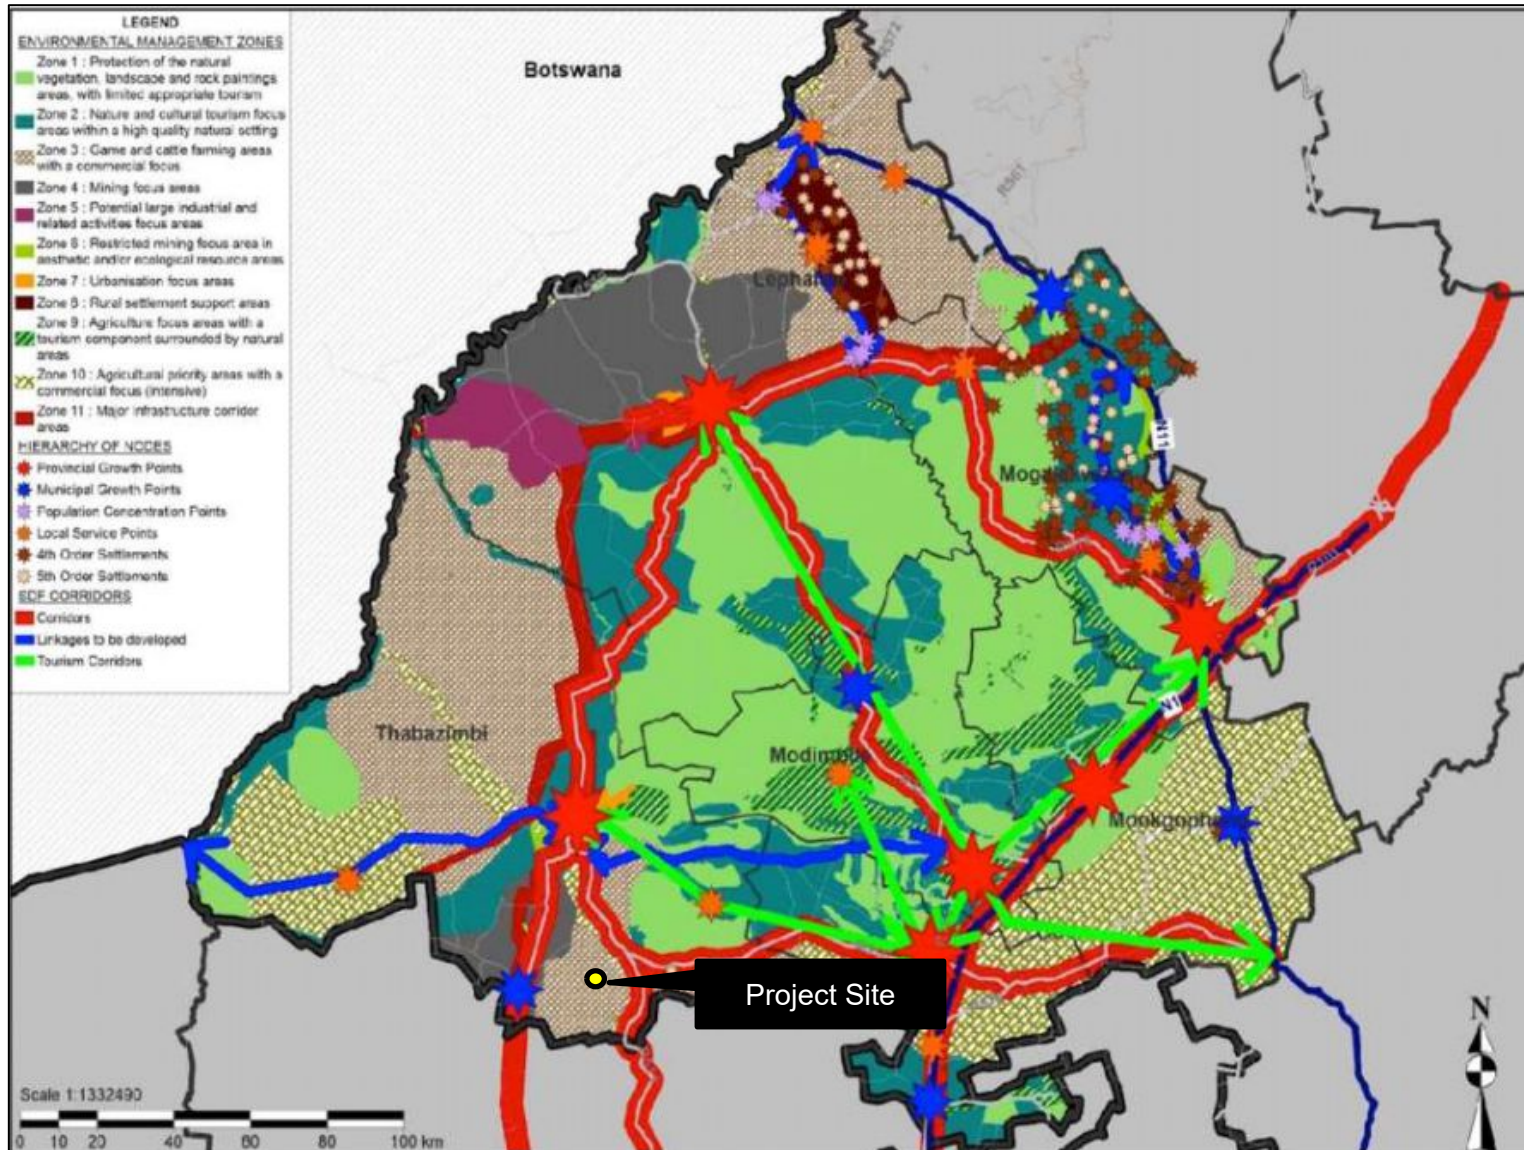 LEGEND
ENVIRONMENTAL MANAGEMENT ZONES
Zone 1 : Protection of the natural
vegetation, landscape and rock paintings
areas, with limited appropriate tourism
Zone 2 : Nature and cultural tourism focus
areas within a high quality natural setting
Zone 3 : Game and cattle farming areas
with a commercial focus
Zone 4 : Mining focus areas
Zone 5 : Potential large industrial and
related activities focus areas
Zone 6 : Restricted mining focus area in
aesthetic and/or ecological resource areas
Zone 7 : Urbanisation focus areas
Zone 8 : Rural settlement support areas
Zone 9 : Agriculture focus areas with a
tourism component surrounded by natural
areas
Zone 10 : Agricultural priority areas with a
commercial focus (intensive)
Zone 11 : Major infrastructure corridor
areas
HIERARCHY OF NODES
Provincial Growth Points
Municipal Growth Points
Population Concentration Points
Local Service Points
4th Order Settlements
5th Order Settlements
SDF CORRIDORS
Corridors
Linkages to be developed
Tourism Corridors
Botswana
R572
R561
N11
N1
Thabazimbi
Project Site
N
Scale 1:1332490
0 10 20 40 60 80 100 km